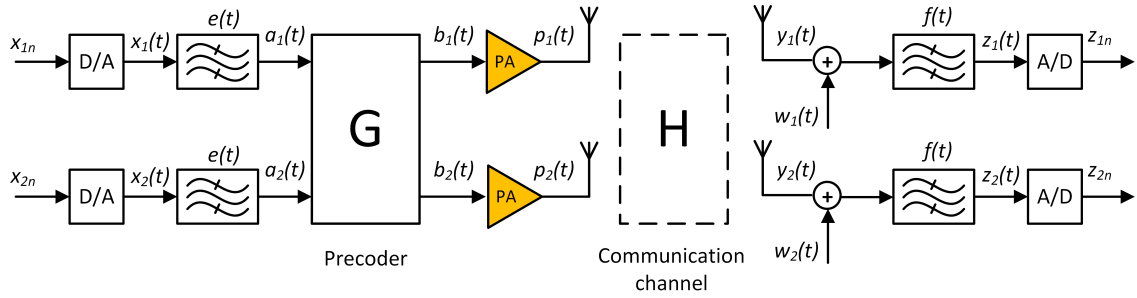 e(t)
f(t)
x1n
D/A
x1(t)
a1(t)
b1(t)
PA
p1(t)
y1(t)
+
z1(t)
A/D
z1n
G
H
w1(t)
e(t)
f(t)
x2n
D/A
x2(t)
a2(t)
b2(t)
PA
p2(t)
y2(t)
+
z2(t)
A/D
z2n
w2(t)
Precoder
Communication
channel